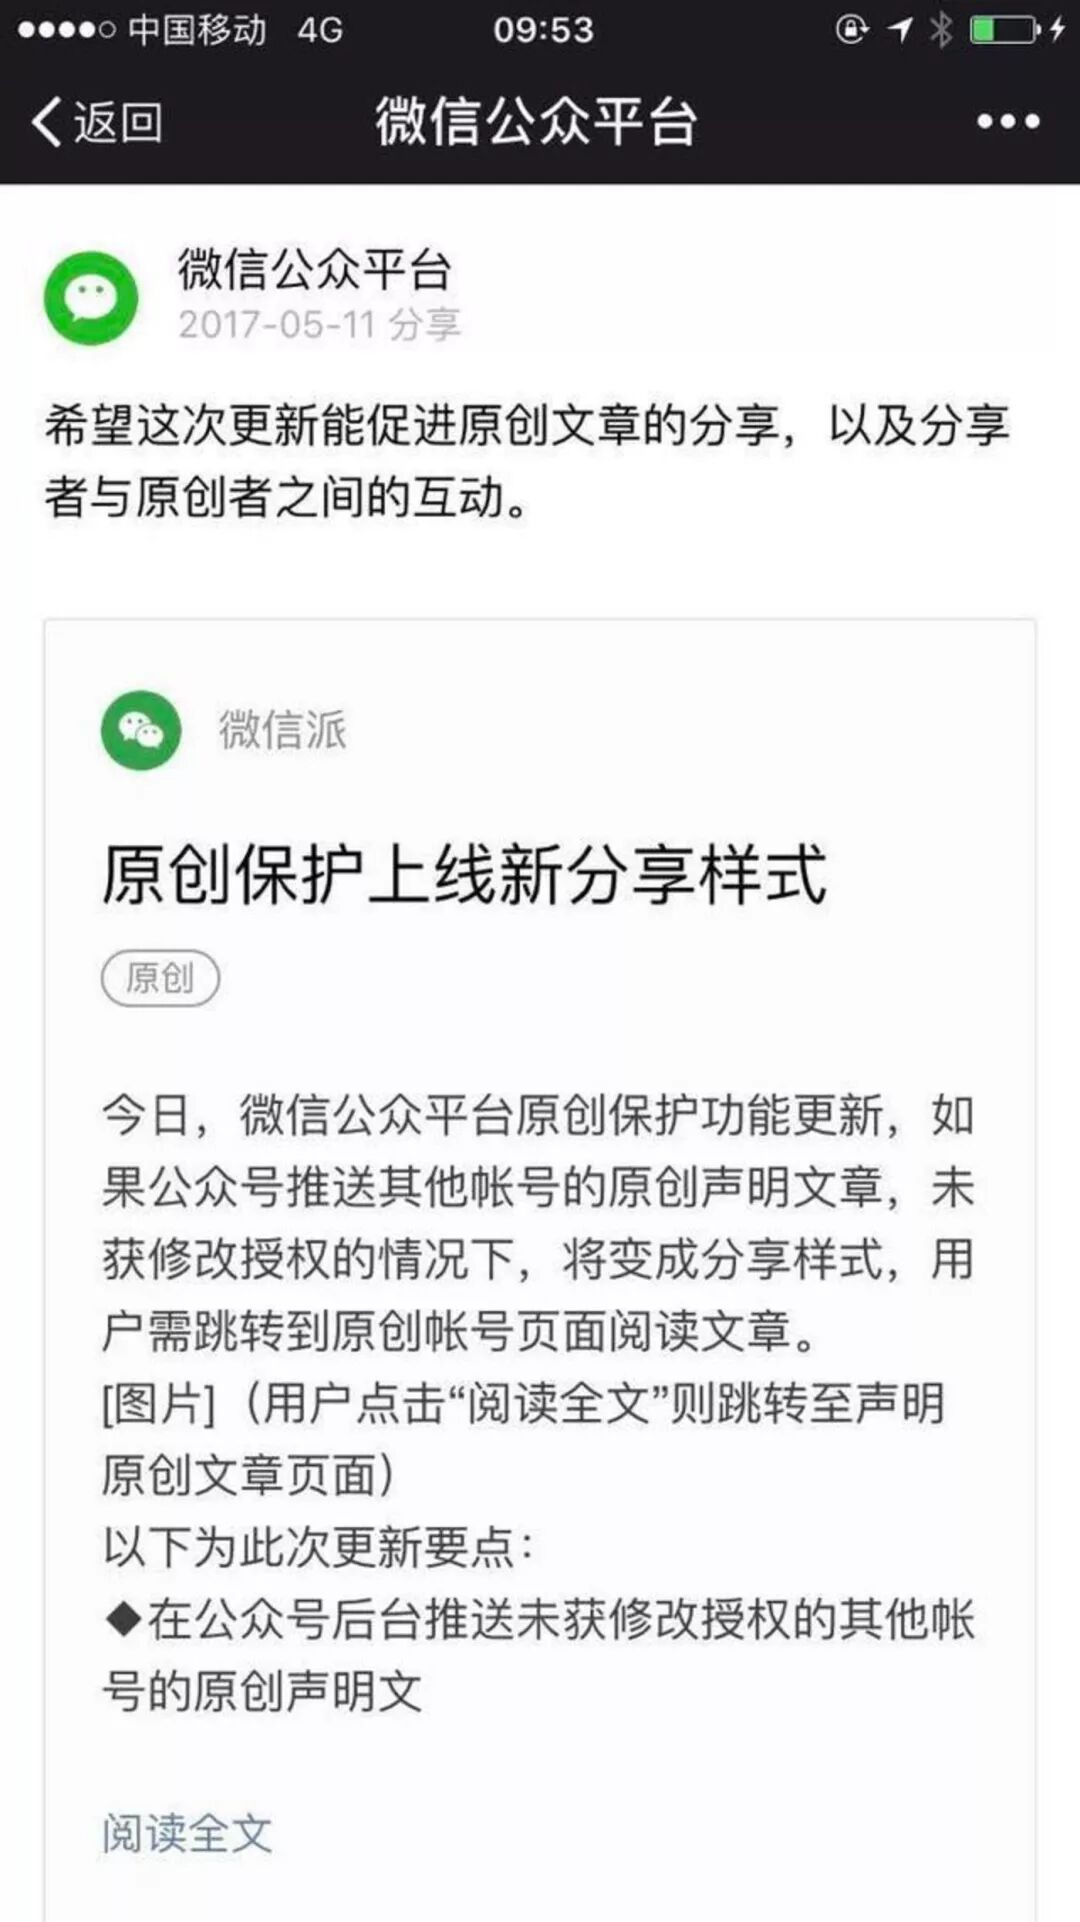 中国移动 4G 09:53
返回 微信公众平台
微信公众平台
2017-05-11 分享
希望这次更新能促进原创文章的分享，以及分享
者与原创者之间的互动。
微信派
原创保护上线新分享样式
原创
今日，微信公众平台原创保护功能更新，如
果公众号推送其他帐号的原创声明文章，未
获修改授权的情况下，将变成分享样式，用
户需跳转到原创帐号页面阅读文章。
[图片]（用户点击“阅读全文”则跳转至声明
原创文章页面）
以下为此次更新要点：
◆在公众号后台推送未获修改授权的其他帐
号的原创声明文
阅读全文